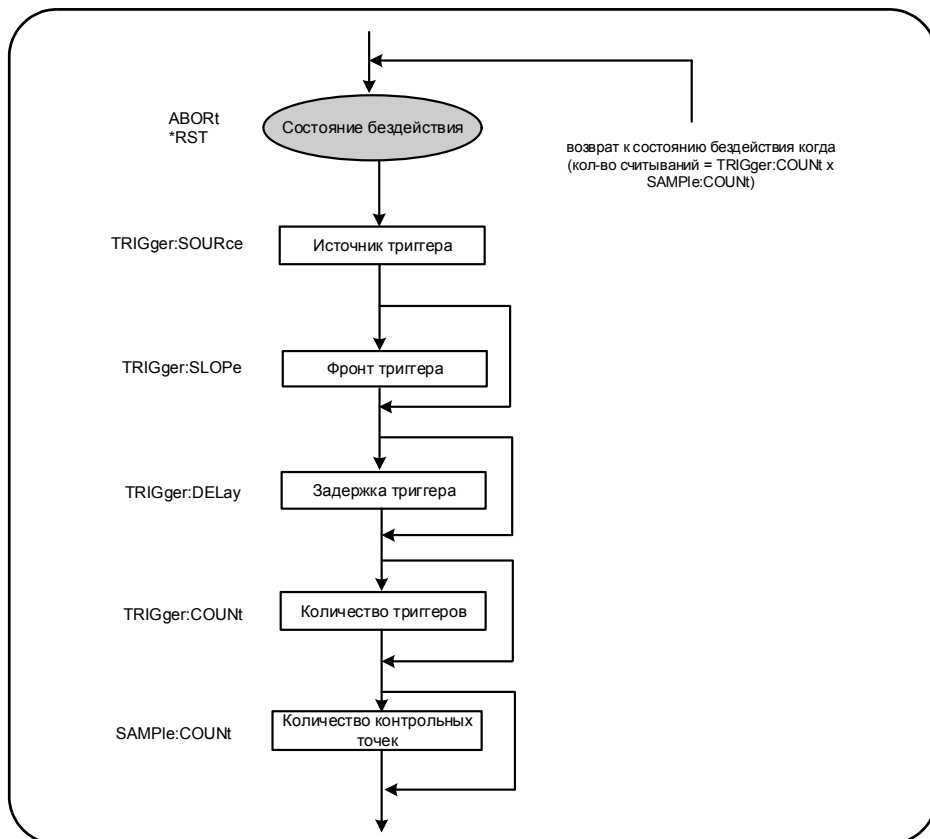 ABORt
*RST
Состояние бездействия
возврат к состоянию бездействия когда
(кол-во считываний = TRIGger:COUNt x
SAMPle:COUNt)
TRIGger:SOURce
Источник триггера
TRIGger:SLOPe
Фронт триггера
TRIGger:DELay
Задержка триггера
TRIGger:COUNt
Количество триггеров
SAMPle:COUNt
Количество контрольных
точек